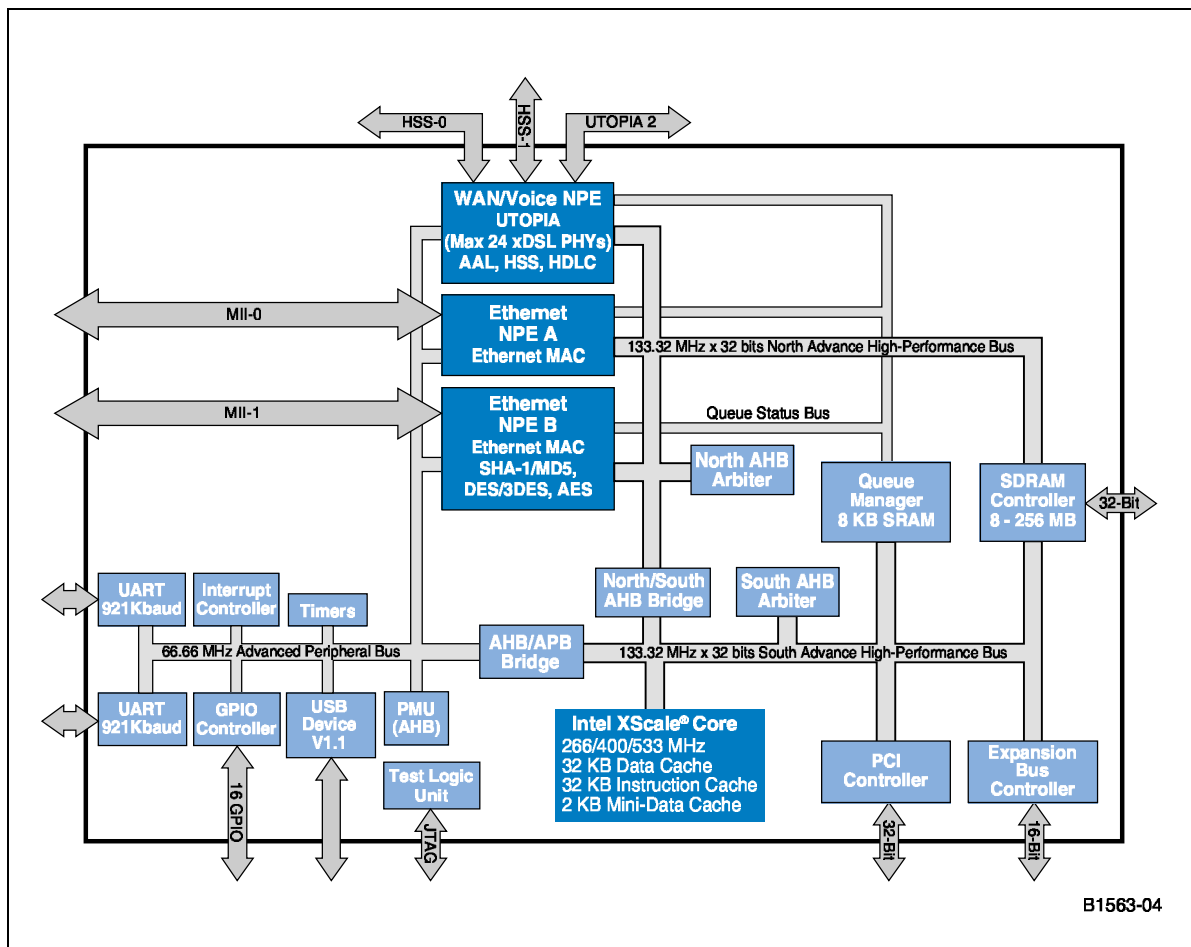 HSS-0
HSS-1
UTOPIA 2
WAN/Voice NPE
UTOPIA
(Max 24 xDSL PHYs)
AAL, HSS, HDLC
MII-0
Ethernet
NPE A
Ethernet MAC
133.32 MHz x 32 bits North Advance High-Performance Bus
MII-1
Ethernet
NPE B
Ethernet MAC
SHA-1/MD5,
DES/3DES, AES
Queue Status Bus
North AHB
Arbiter
Queue
Manager
8 KB SRAM
SDRAM
Controller
8 - 256 MB
32-Bit
UART
921Kbaud
Interrupt
Controller
Timers
North/South
AHB Bridge
South AHB
Arbiter
66.66 MHz Advanced Peripheral Bus
AHB/APB
Bridge
133.32 MHz x 32 bits South Advance High-Performance Bus
UART
921Kbaud
GPIO
Controller
USB
Device
V1.1
PMU
(AHB)
Intel XScale® Core
266/400/533 MHz
32 KB Data Cache
32 KB Instruction Cache
2 KB Mini-Data Cache
PCI
Controller
Expansion
Bus
Controller
Test Logic
Unit
16 GPIO
JTAG
32-Bit
16-Bit
B1563-04